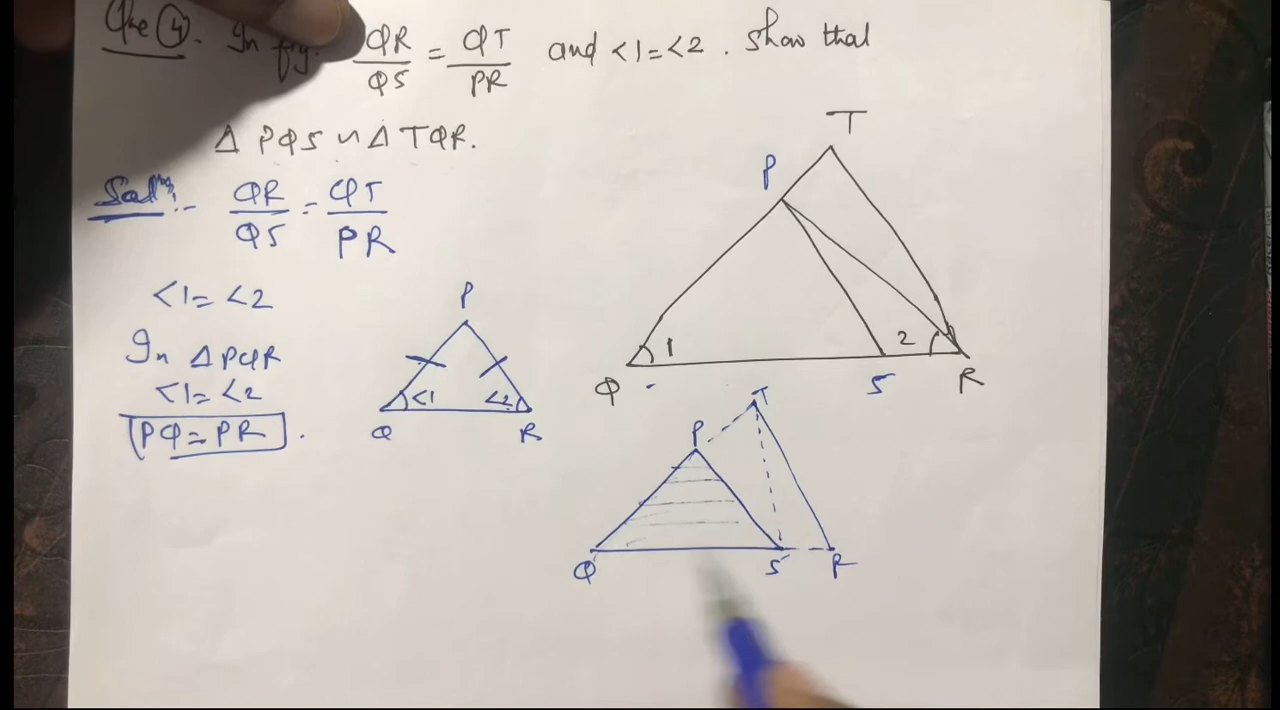 Que ④. In fig. QR/QS = QT/PR and <1=<2. Show that
Δ PQS ∽ Δ TQR.
Solⁿ:- QR/QS = QT/PR
<1=<2
In Δ PQR
<1=<2
PQ=PR.
P
<1 <2
Q R
T
P
1 2
Q S R
T
P
Q S R